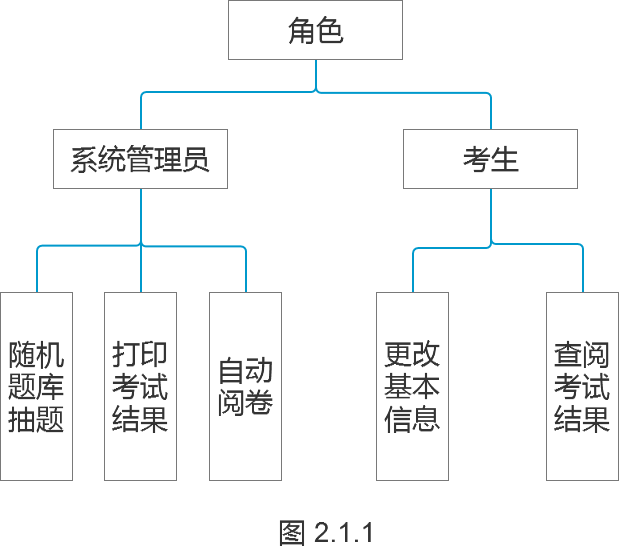 角色
系统管理员
考生
随机
题库
抽题
打印
考试
结果
自动
阅卷
更改
基本
信息
查阅
考试
结果
图 2.1.1